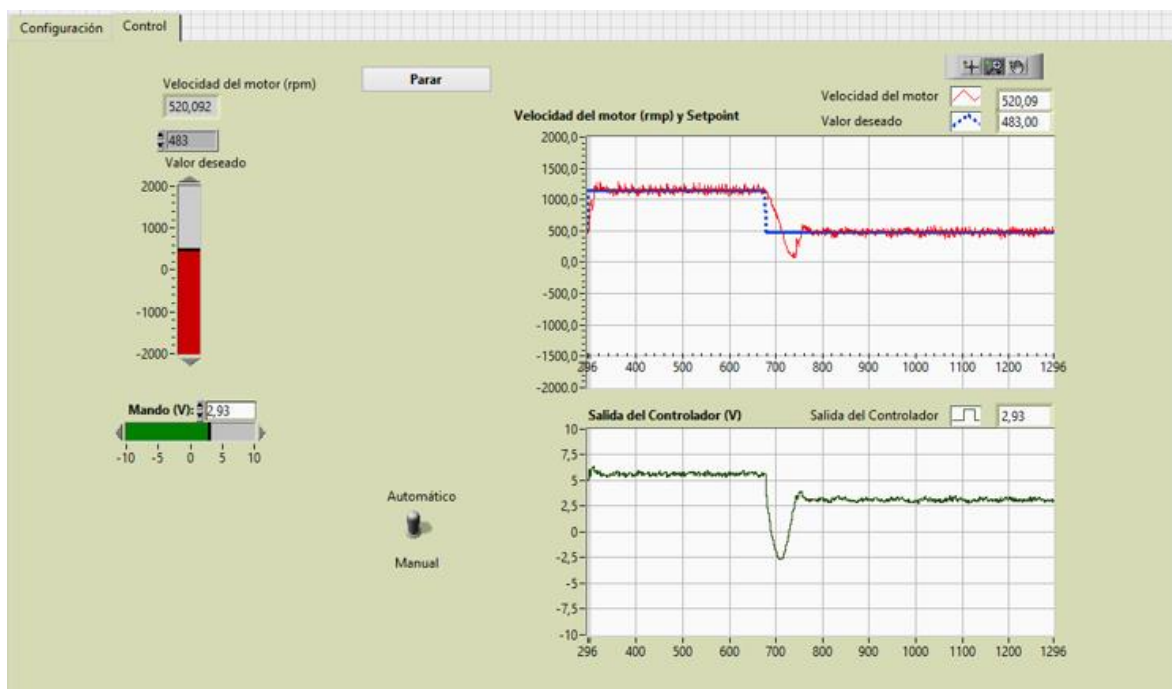 Configuración
Control
Velocidad del motor (rpm)
520,092
483
Valor deseado
2000
1000
0
-1000
-2000
Mando (V):
2,93
-10 -5 0 5 10
Parar
Automático
Manual
Velocidad del motor 520,09
Velocidad del motor (rmp) y Setpoint
Valor deseado 483,00
2000,0
1500,0
1000,0
500,0
0,0
-500,0
-1000,0
-1500,0
-2000.0
296 400 500 600 700 800 900 1000 1100 1200 1296
Salida del Controlador (V)
Salida del Controlador 2,93
10
7,5
5
2,5
0
-2,5
-5
-7,5
-10
296 400 500 600 700 800 900 1000 1100 1200 1296